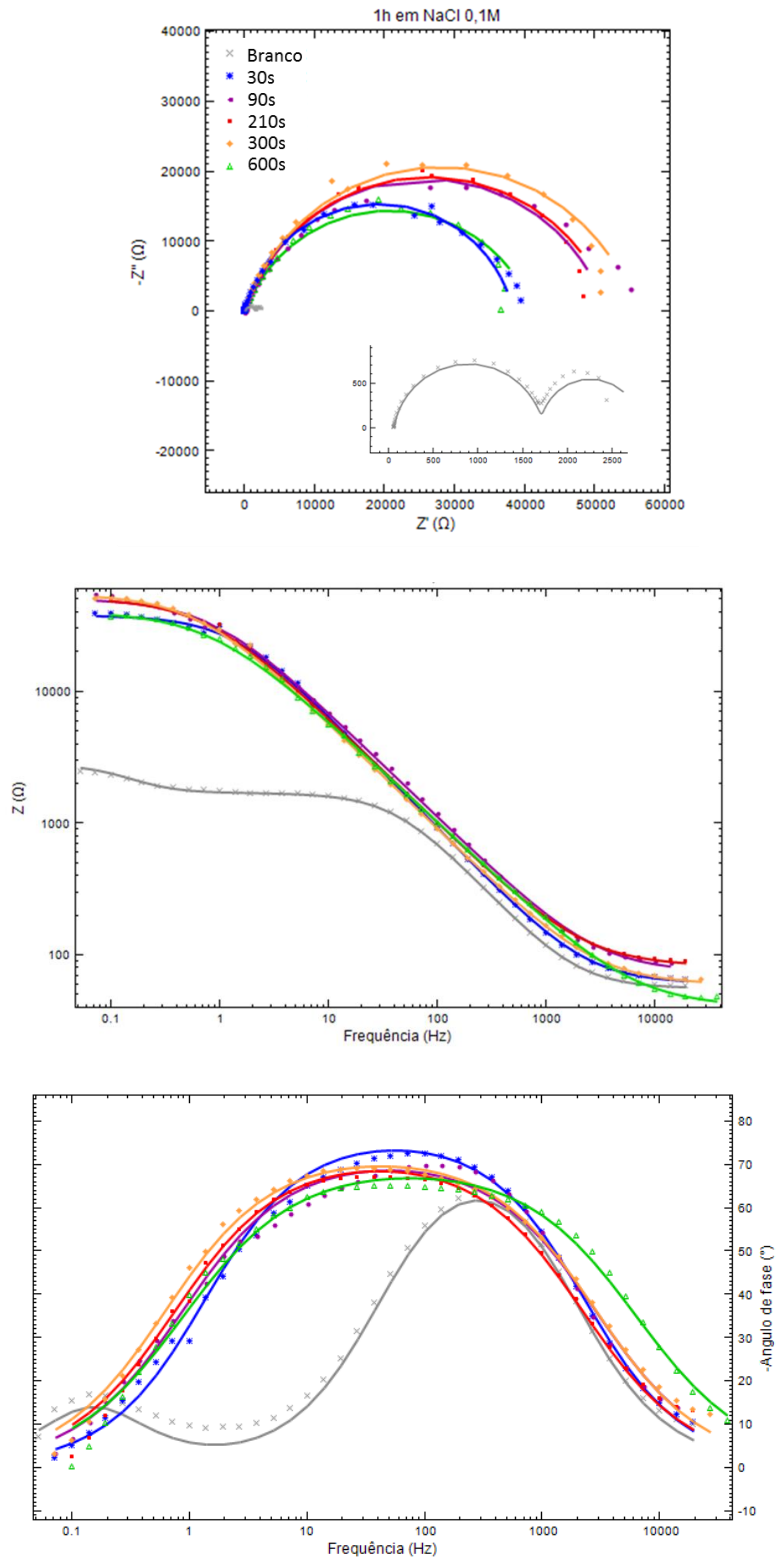 1h em NaCl 0,1M
40000
30000
20000
10000
0
-10000
-20000
-Z'' (Ω)
Branco
30s
90s
210s
300s
600s
500
0
0 500 1000 1500 2000 2500
0 10000 20000 30000 40000 50000 60000
Z' (Ω)
10000
1000
100
Z (Ω)
0.1 1 10 100 1000 10000
Frequência (Hz)
80
70
60
50
40
30
20
10
0
-10
-Angulo de fase (°)
0.1 1 10 100 1000 10000
Frequência (Hz)